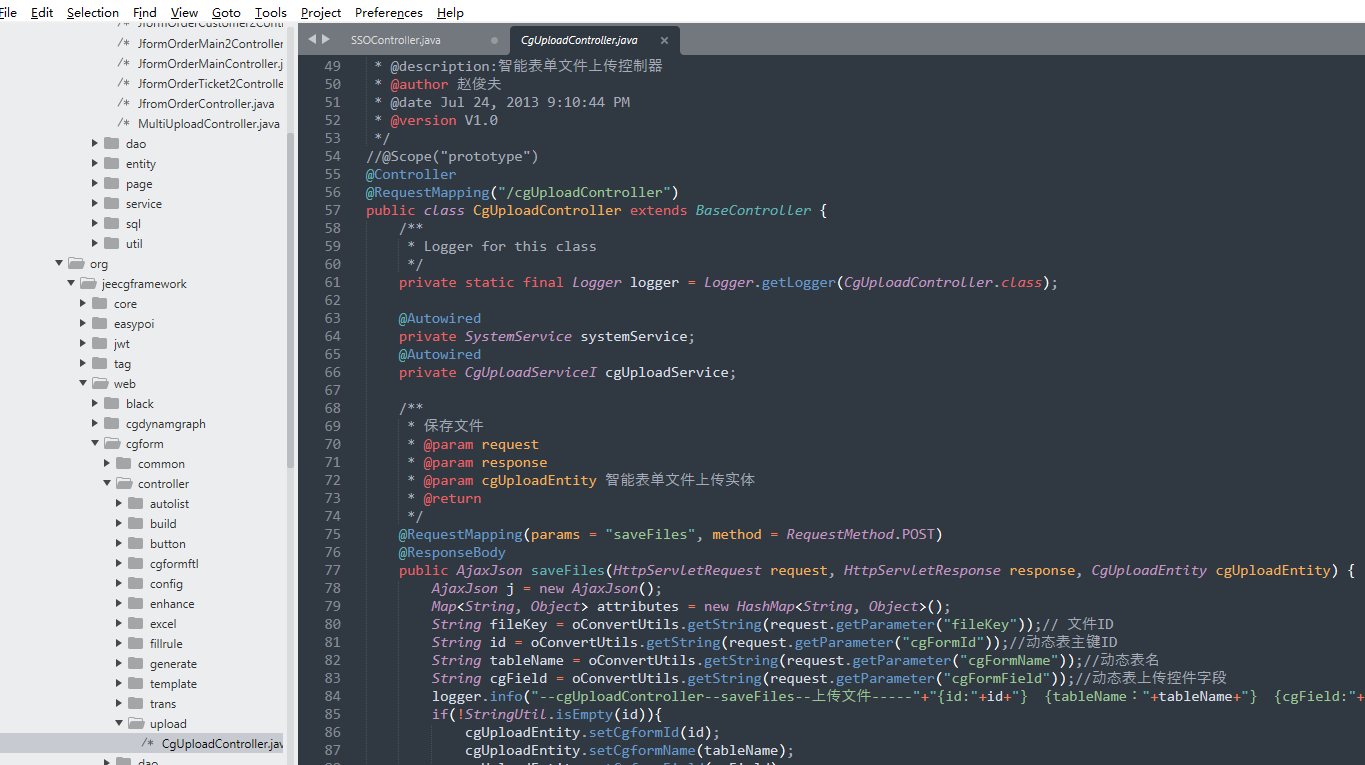 File Edit Selection Find View Goto Tools Project Preferences Help
JformOrderCustomer2Cont
/* JformOrderMain2Controller
/* JformOrderMainController.j
/* JformOrderTicket2Controlle
/* JfromOrderController.java
/* MultiUploadController.java
dao
entity
page
service
sql
util
org
jeecgframework
core
easypoi
jwt
tag
web
black
cgdynamgraph
cgform
common
controller
autolist
build
button
cgformftl
config
enhance
excel
fillrule
generate
template
trans
upload
/* CgUploadController.jav
dao
SSOController.java
CgUploadController.java ×
49 * @description:智能表单文件上传控制器
50 * @author 赵俊夫
51 * @date Jul 24, 2013 9:10:44 PM
52 * @version V1.0
53 */
54 //@Scope("prototype")
55 @Controller
56 @RequestMapping("/cgUploadController")
57 public class CgUploadController extends BaseController {
58 /**
59 * Logger for this class
60 */
61 private static final Logger logger = Logger.getLogger(CgUploadController.class);
62
63 @Autowired
64 private SystemService systemService;
65 @Autowired
66 private CgUploadServiceI cgUploadService;
67
68 /**
69 * 保存文件
70 * @param request
71 * @param response
72 * @param cgUploadEntity 智能表单文件上传实体
73 * @return
74 */
75 @RequestMapping(params = "saveFiles", method = RequestMethod.POST)
76 @ResponseBody
77 public AjaxJson saveFiles(HttpServletRequest request, HttpServletResponse response, CgUploadEntity cgUploadEntity) {
78 AjaxJson j = new AjaxJson();
79 Map<String, Object> attributes = new HashMap<String, Object>();
80 String fileKey = oConvertUtils.getString(request.getParameter("fileKey"));// 文件ID
81 String id = oConvertUtils.getString(request.getParameter("cgFormId"));//动态表主键ID
82 String tableName = oConvertUtils.getString(request.getParameter("cgFormName"));//动态表名
83 String cgField = oConvertUtils.getString(request.getParameter("cgFormField"));//动态表上传控件字段
84 logger.info("--cgUploadController--saveFiles--上传文件-----"+"{id:"+id+"} {tableName："+tableName+"} {cgField:"+
85 if(!StringUtil.isEmpty(id)){
86 cgUploadEntity.setCgformId(id);
87 cgUploadEntity.setCgformName(tableName);